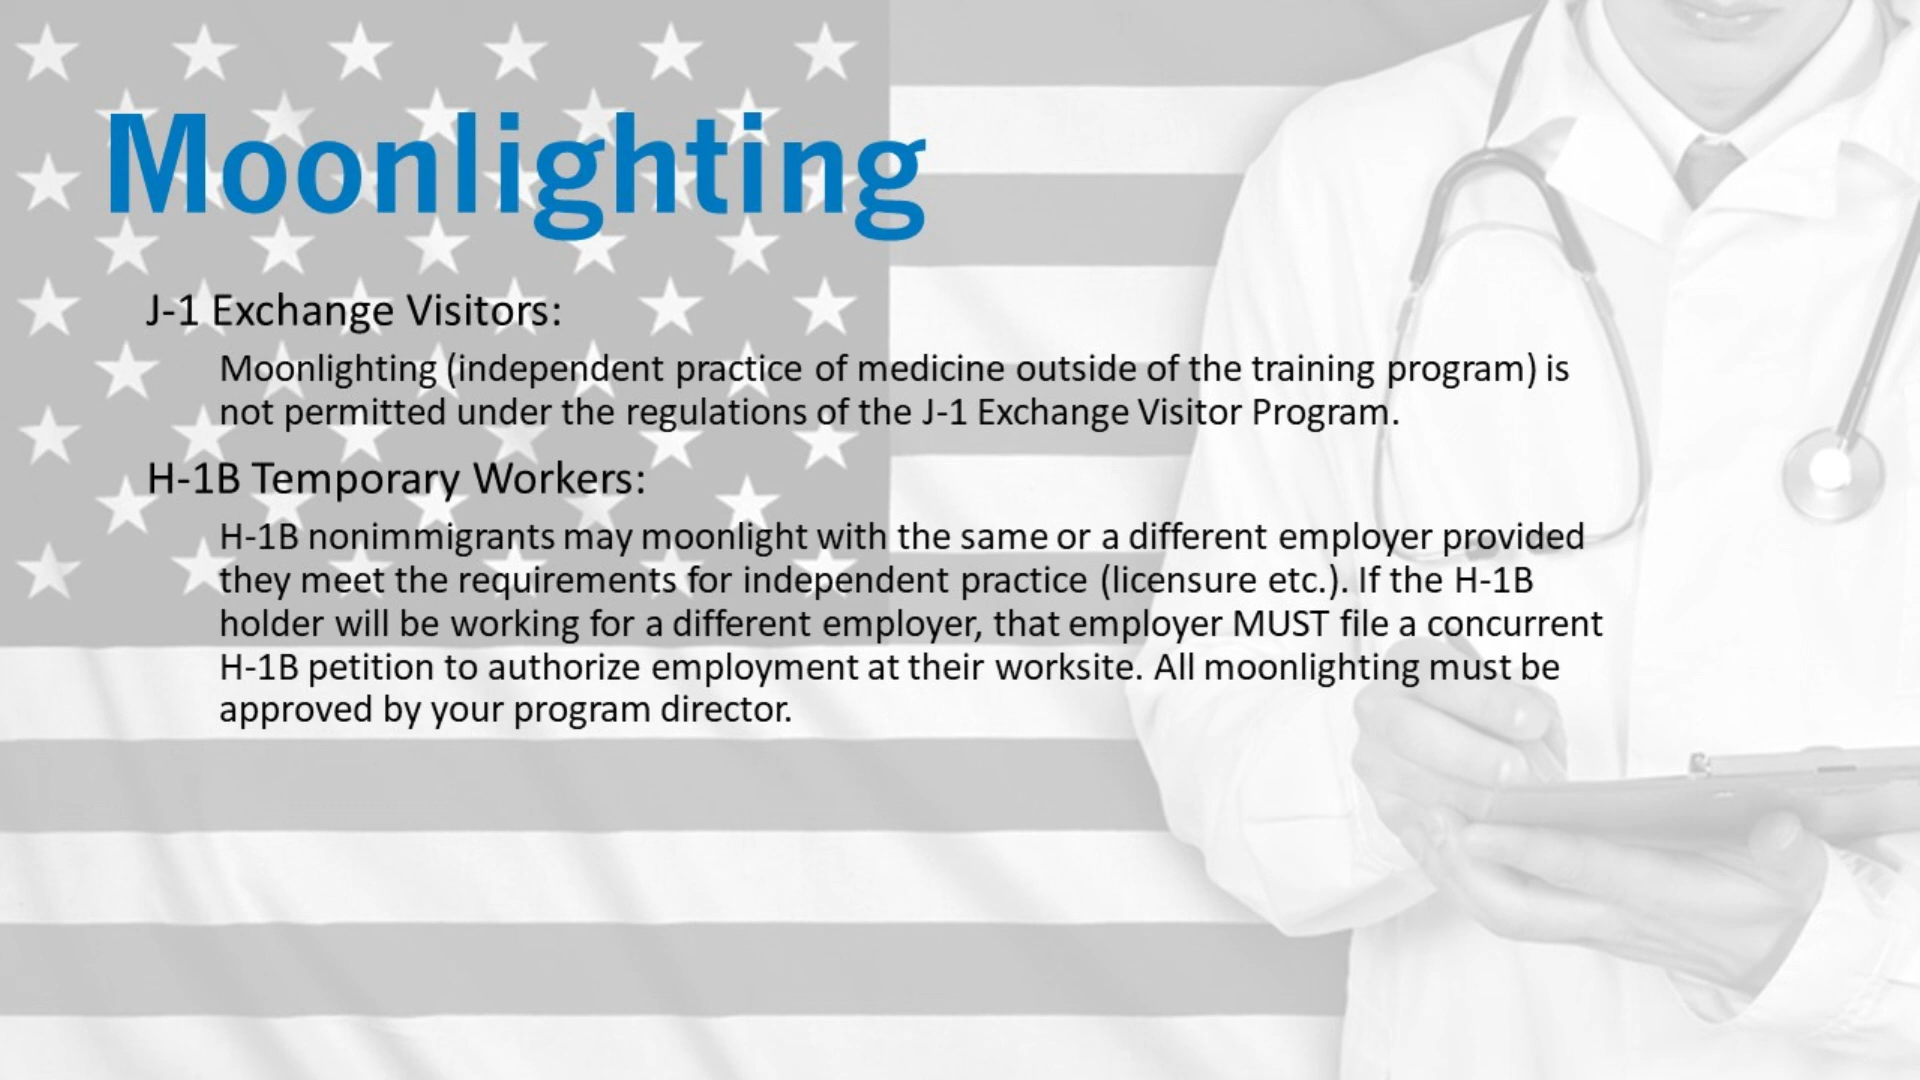 Moonlighting
J-1 Exchange Visitors:
Moonlighting (independent practice of medicine outside of the training program) is
not permitted under the regulations of the J-1 Exchange Visitor Program.
H-1B Temporary Workers:
H-1B nonimmigrants may moonlight with the same or a different employer provided
they meet the requirements for independent practice (licensure etc.). If the H-1B
holder will be working for a different employer, that employer MUST file a concurrent
H-1B petition to authorize employment at their worksite. All moonlighting must be
approved by your program director.